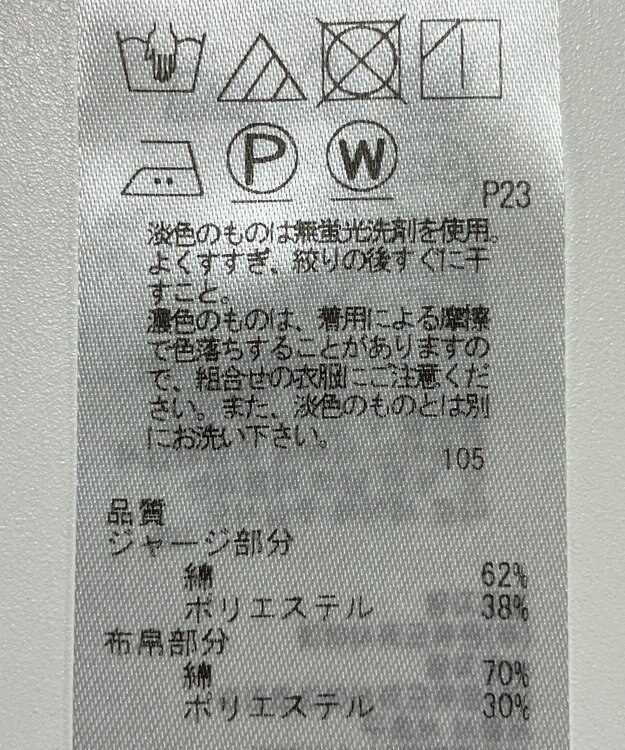 P W
P23
淡色のものは無蛍光洗剤を使用。
よくすすぎ、絞りの後すぐに干
すこと。
濃色のものは、着用による摩擦
で色落ちすることがありますの
で、組合せの衣服にご注意くだ
さい。また、淡色のものとは別
にお洗い下さい。
105
品質
ジャージ部分
綿 62%
ポリエステル 38%
布帛部分
綿 70%
ポリエステル 30%